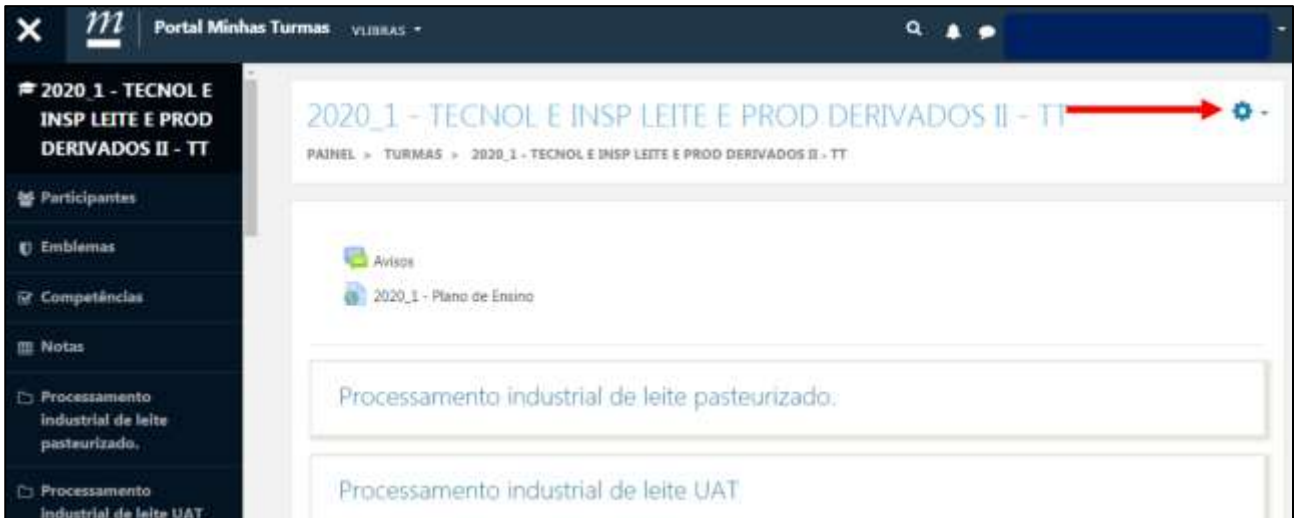 m Portal Minhas Turmas VLIBRAS
2020_1 - TECNOL E
INSP LEITE E PROD
DERIVADOS II - TT
Participantes
Emblemas
Competências
Notas
Processamento
industrial de leite
pasteurizado.
Processamento
industrial de leite UAT
2020_1 - TECNOL E INSP LEITE E PROD DERIVADOS II - TT
PAINEL > TURMAS > 2020_1 - TECNOL E INSP LEITE E PROD DERIVADOS II - TT
Avisos
2020_1 - Plano de Ensino
Processamento industrial de leite pasteurizado.
Processamento industrial de leite UAT